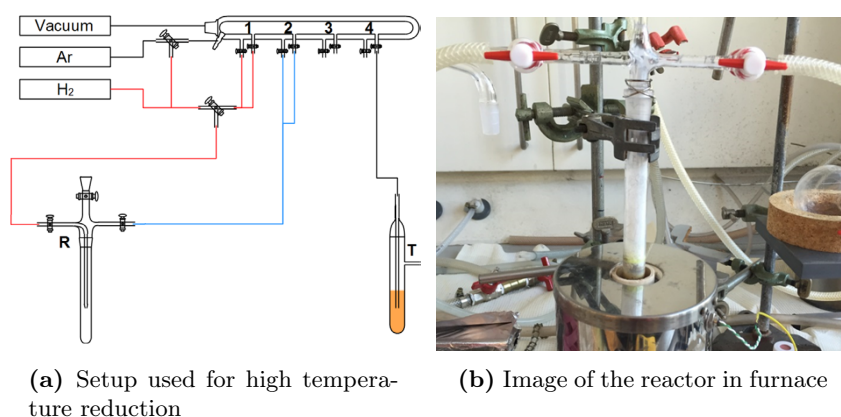 Vacuum
Ar
H₂
1 2 3 4
R
T
(a) Setup used for high tempera-
ture reduction
(b) Image of the reactor in furnace